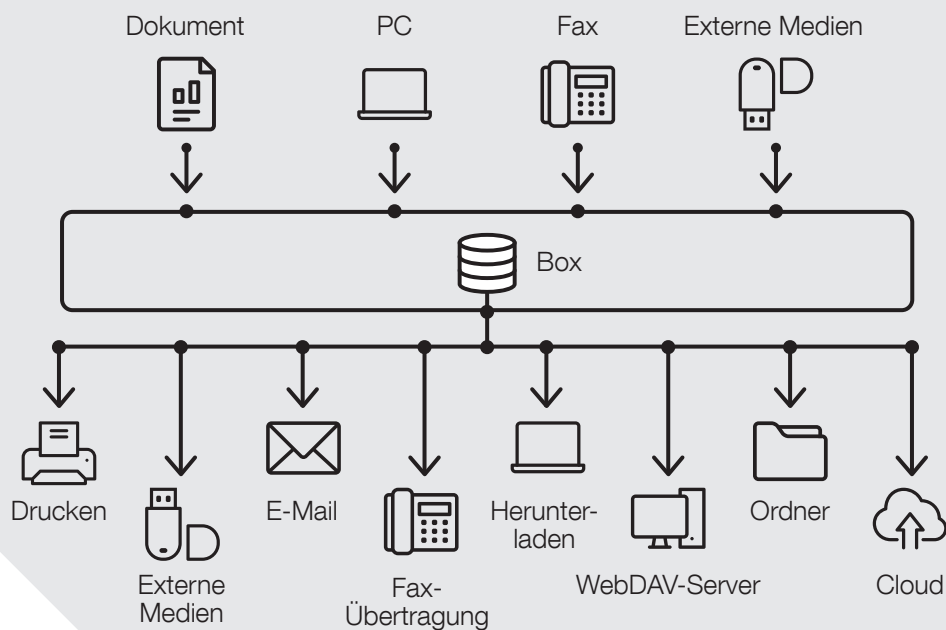 Dokument
PC
Fax
Externe Medien
Box
Drucken
Externe
Medien
E-Mail
Fax-
Übertragung
Herunter-
laden
WebDAV-Server
Ordner
Cloud